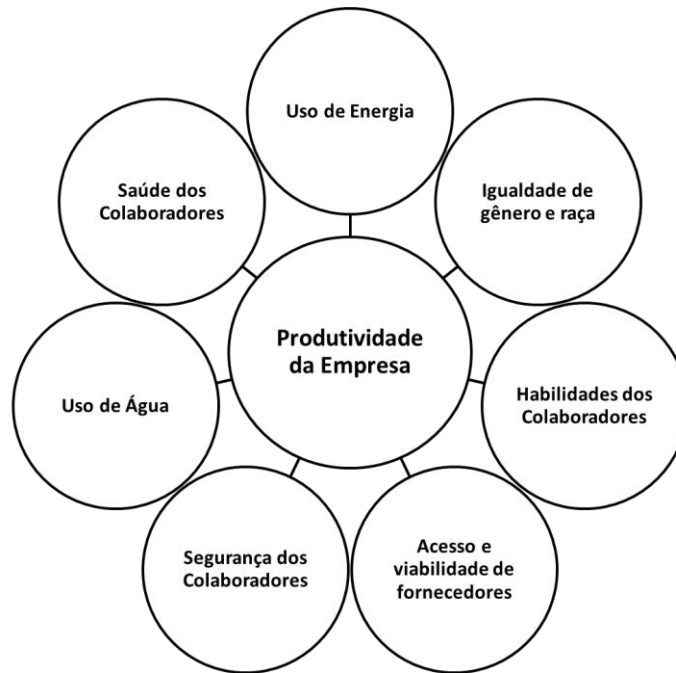 Uso de Energia
Igualdade de
gênero e raça
Habilidades dos
Colaboradores
Acesso e
viabilidade de
fornecedores
Segurança dos
Colaboradores
Uso de Água
Saúde dos
Colaboradores
Produtividade
da Empresa